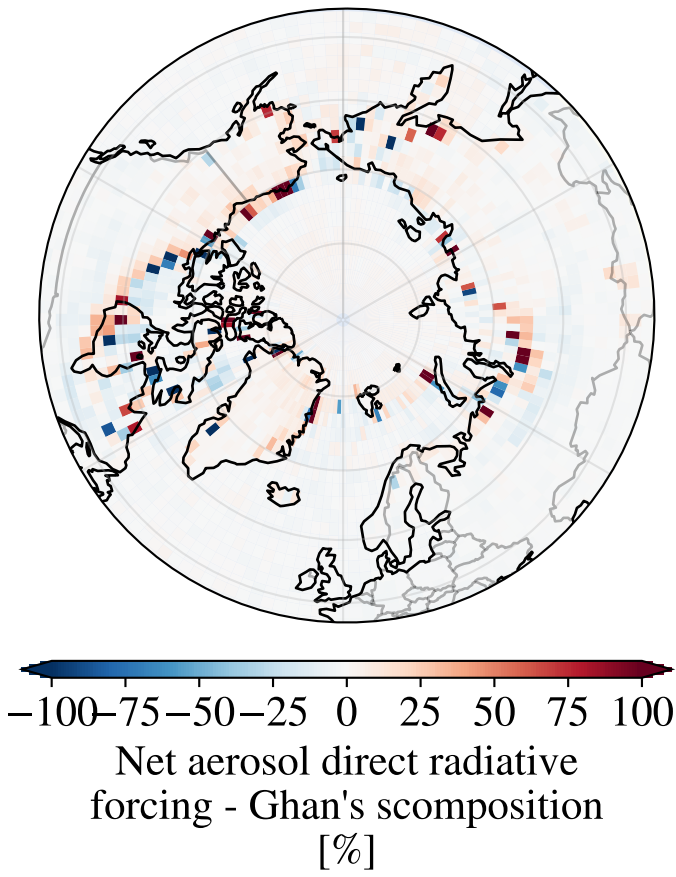 −100 −75 −50 −25 0 25 50 75 100
Net aerosol direct radiative
forcing - Ghan's scomposition
[%]